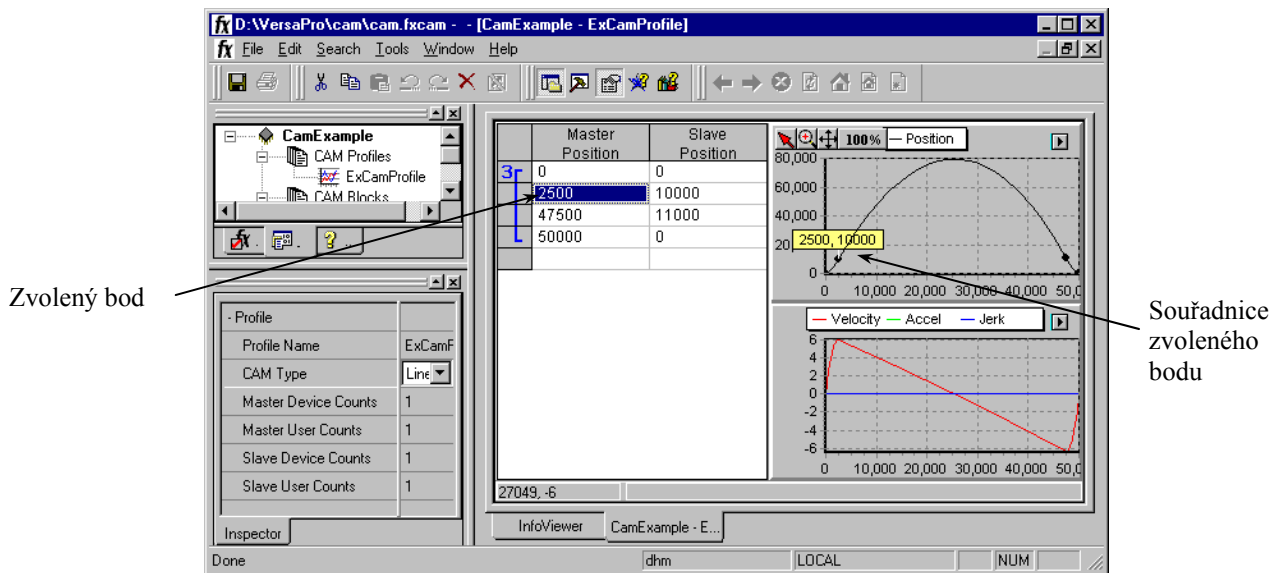 fx D:\VersaPro\cam\cam.fxcam - - [CamExample - ExCamProfile]
fx File Edit Search Tools Window Help
CamExample
CAM Profiles
ExCamProfile
CAM Blocks
Zvolený bod
- Profile
Profile Name ExCamF
CAM Type Line
Master Device Counts 1
Master User Counts 1
Slave Device Counts 1
Slave User Counts 1
Inspector
Master Position Slave Position
3
0 0
2500 10000
47500 11000
50000 0
27049, -6
100% — Position
80,000
60,000
40,000
20
2500, 10000
0
0 10,000 20,000 30,000 40,000 50,0
— Velocity — Accel — Jerk
6
4
2
0
-2
-4
-6
0 10,000 20,000 30,000 40,000 50,0
Souřadnice
zvoleného
bodu
InfoViewer CamExample - E...
Done dhm LOCAL NUM